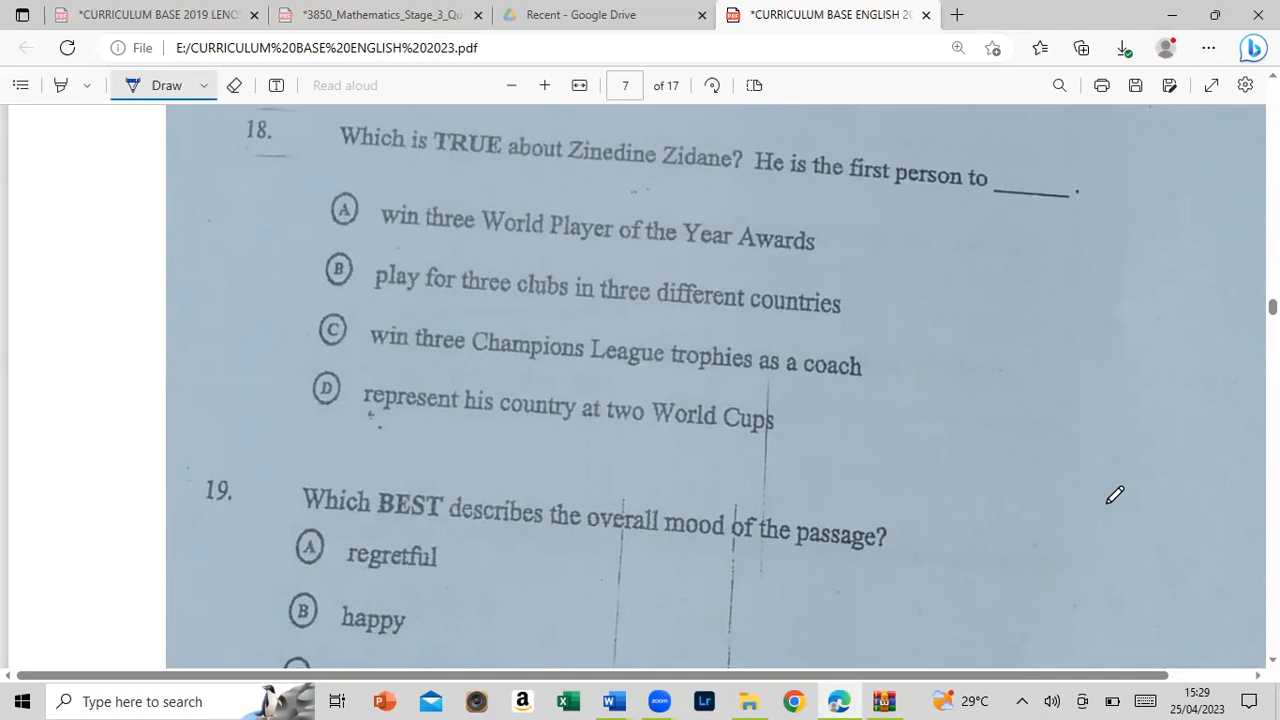 *CURRICULUM BASE 2019 LENO
*3850_Mathematics_Stage_3_Qu
Recent - Google Drive
*CURRICULUM BASE ENGLISH 20
File
E:/CURRICULUM%20BASE%20ENGLISH%202023.pdf
Draw
Read aloud
7
of 17
18. Which is TRUE about Zinedine Zidane? He is the first person to ______ .
A win three World Player of the Year Awards
B play for three clubs in three different countries
C win three Champions League trophies as a coach
D represent his country at two World Cups
19. Which BEST describes the overall mood of the passage?
A regretful
B happy
Type here to search
zoom
Lr
29°C
15:29
25/04/2023